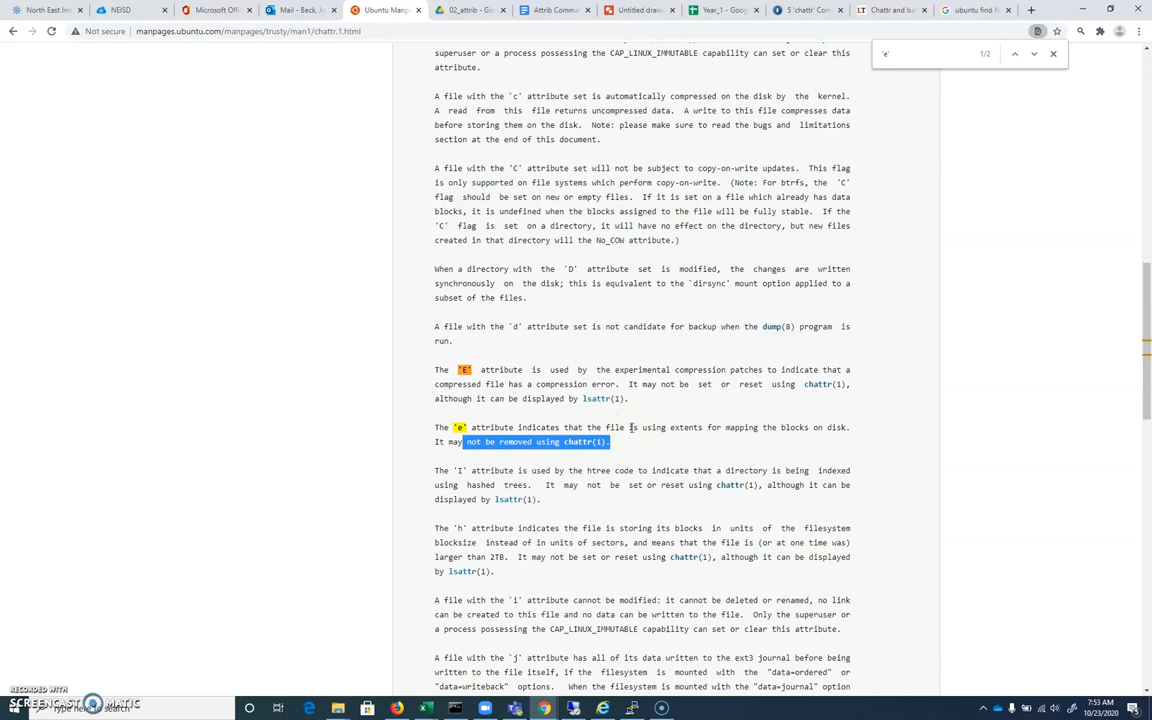 North East Ind
NEISD
Microsoft Offi
Mail - Beck, J
Ubuntu Manp
02_attrib - Go
Attrib Comma
Untitled draw
Year_1 - Goog
5 'chattr' Com
Chattr and lsa
ubuntu find fi
Not secure | manpages.ubuntu.com/manpages/trusty/man1/chattr.1.html
'e' 1/2
superuser or a process possessing the CAP_LINUX_IMMUTABLE capability can set or clear this
attribute.
A file with the `c' attribute set is automatically compressed on the disk by the kernel.
A read from this file returns uncompressed data. A write to this file compresses data
before storing them on the disk. Note: please make sure to read the bugs and limitations
section at the end of this document.
A file with the 'C' attribute set will not be subject to copy-on-write updates. This flag
is only supported on file systems which perform copy-on-write. (Note: For btrfs, the 'C'
flag should be set on new or empty files. If it is set on a file which already has data
blocks, it is undefined when the blocks assigned to the file will be fully stable. If the
'C' flag is set on a directory, it will have no effect on the directory, but new files
created in that directory will the No_COW attribute.)
When a directory with the `D' attribute set is modified, the changes are written
synchronously on the disk; this is equivalent to the `dirsync' mount option applied to a
subset of the files.
A file with the `d' attribute set is not candidate for backup when the dump(8) program is
run.
The 'E' attribute is used by the experimental compression patches to indicate that a
compressed file has a compression error. It may not be set or reset using chattr(1),
although it can be displayed by lsattr(1).
The 'e' attribute indicates that the file is using extents for mapping the blocks on disk.
It may not be removed using chattr(1).
The 'I' attribute is used by the htree code to indicate that a directory is being indexed
using hashed trees. It may not be set or reset using chattr(1), although it can be
displayed by lsattr(1).
The 'h' attribute indicates the file is storing its blocks in units of the filesystem
blocksize instead of in units of sectors, and means that the file is (or at one time was)
larger than 2TB. It may not be set or reset using chattr(1), although it can be displayed
by lsattr(1).
A file with the `i' attribute cannot be modified: it cannot be deleted or renamed, no link
can be created to this file and no data can be written to the file. Only the superuser or
a process possessing the CAP_LINUX_IMMUTABLE capability can set or clear this attribute.
A file with the `j' attribute has all of its data written to the ext3 journal before being
written to the file itself, if the filesystem is mounted with the "data=ordered" or
"data=writeback" options. When the filesystem is mounted with the "data=journal" option
RECORDED WITH
SCREENCAST MATIC
7:53 AM
10/23/2020